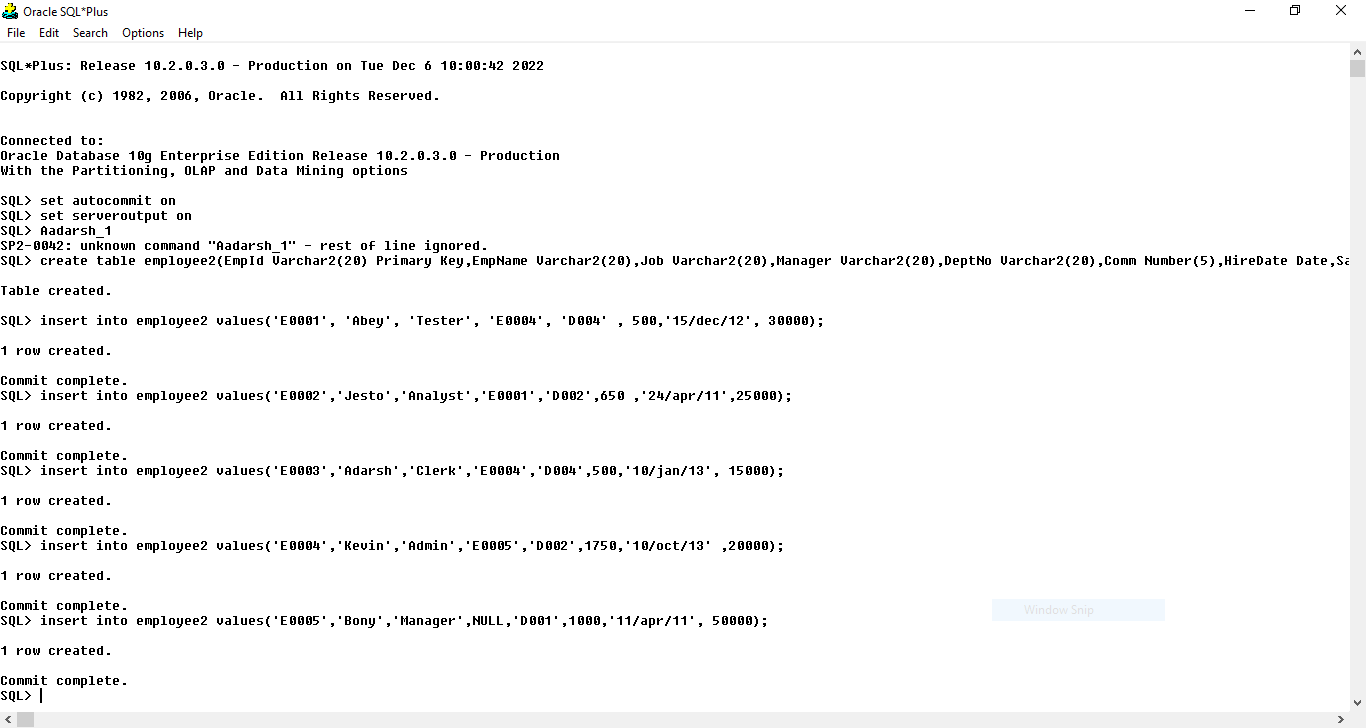 Oracle SQL*Plus
File Edit Search Options Help
SQL*Plus: Release 10.2.0.3.0 - Production on Tue Dec 6 10:00:42 2022
Copyright (c) 1982, 2006, Oracle.  All Rights Reserved.
Connected to:
Oracle Database 10g Enterprise Edition Release 10.2.0.3.0 - Production
With the Partitioning, OLAP and Data Mining options
SQL> set autocommit on
SQL> set serveroutput on
SQL> Aadarsh_1
SP2-0042: unknown command "Aadarsh_1" - rest of line ignored.
SQL> create table employee2(EmpId Varchar2(20) Primary Key,EmpName Varchar2(20),Job Varchar2(20),Manager Varchar2(20),DeptNo Varchar2(20),Comm Number(5),HireDate Date,Sa
Table created.
SQL> insert into employee2 values('E0001', 'Abey', 'Tester', 'E0004', 'D004' , 500,'15/dec/12', 30000);
1 row created.
Commit complete.
SQL> insert into employee2 values('E0002','Jesto','Analyst','E0001','D002',650 ,'24/apr/11',25000);
1 row created.
Commit complete.
SQL> insert into employee2 values('E0003','Adarsh','Clerk','E0004','D004',500,'10/jan/13', 15000);
1 row created.
Commit complete.
SQL> insert into employee2 values('E0004','Kevin','Admin','E0005','D002',1750,'10/oct/13' ,20000);
1 row created.
Commit complete.
Window Snip
SQL> insert into employee2 values('E0005','Bony','Manager',NULL,'D001',1000,'11/apr/11', 50000);
1 row created.
Commit complete.
SQL>